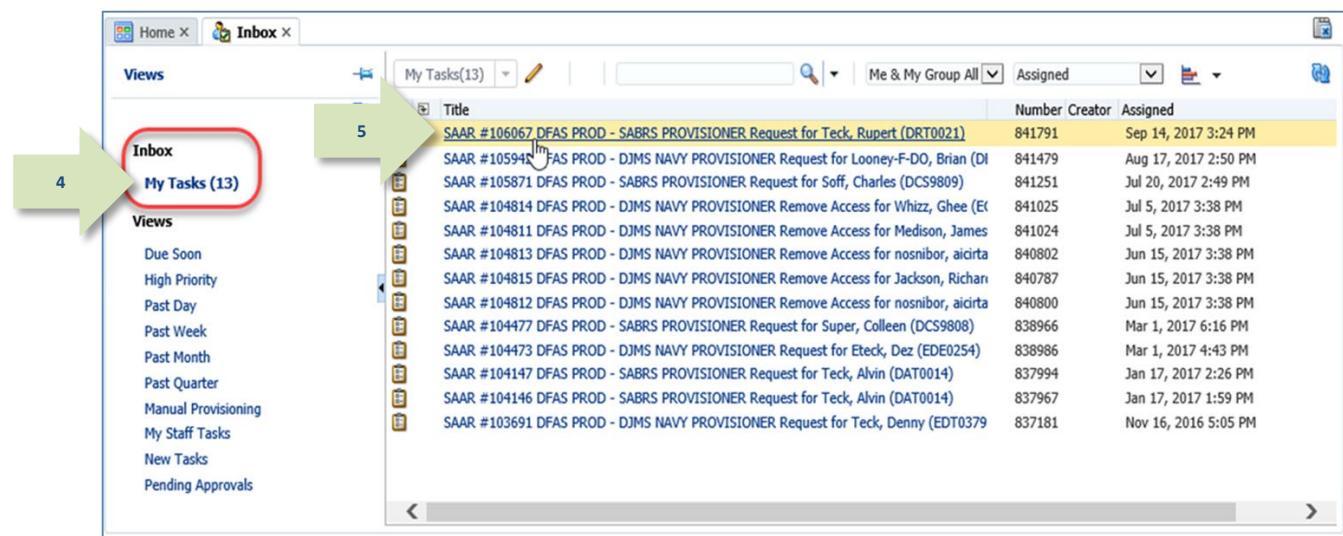 Home × Inbox ×
Views My Tasks(13) Me & My Group All Assigned
Title Number Creator Assigned
5
SAAR #106067 DFAS PROD - SABRS PROVISIONER Request for Teck, Rupert (DRT0021) 841791 Sep 14, 2017 3:24 PM
Inbox
DFAS PROD - DJMS NAVY PROVISIONER Request for Looney-F-DO, Brian 841479 Aug 17, 2017 2:50 PM
4
My Tasks (13)
SAAR #105871 DFAS PROD - SABRS PROVISIONER Request for Soff, Charles (DCS9809) 841251 Jul 20, 2017 2:49 PM
SAAR #104814 DFAS PROD - DJMS NAVY PROVISIONER Remove Access for Whizz, Ghee 841025 Jul 5, 2017 3:38 PM
Views
SAAR #104811 DFAS PROD - DJMS NAVY PROVISIONER Remove Access for Medison, James 841024 Jul 5, 2017 3:38 PM
Due Soon
SAAR #104813 DFAS PROD - DJMS NAVY PROVISIONER Remove Access for nosnibor, aicirta 840802 Jun 15, 2017 3:38 PM
High Priority
SAAR #104815 DFAS PROD - DJMS NAVY PROVISIONER Remove Access for Jackson, 840787 Jun 15, 2017 3:38 PM
Past Day
SAAR #104812 DFAS PROD - DJMS NAVY PROVISIONER Remove Access for nosnibor, aicirta 840800 Jun 15, 2017 3:38 PM
Past Week
SAAR #104477 DFAS PROD - SABRS PROVISIONER Request for Super, Colleen (DCS9808) 838966 Mar 1, 2017 6:16 PM
Past Month
SAAR #104473 DFAS PROD - DJMS NAVY PROVISIONER Request for Eteck, Dez (EDE0254) 838986 Mar 1, 2017 4:43 PM
Past Quarter
SAAR #104147 DFAS PROD - SABRS PROVISIONER Request for Teck, Alvin (DAT0014) 837994 Jan 17, 2017 2:26 PM
Manual Provisioning
SAAR #104146 DFAS PROD - SABRS PROVISIONER Request for Teck, Alvin (DAT0014) 837967 Jan 17, 2017 1:59 PM
My Staff Tasks
SAAR #103691 DFAS PROD - DJMS NAVY PROVISIONER Request for Teck, Denny (EDT0379 837181 Nov 16, 2016 5:05 PM
New Tasks
Pending Approvals